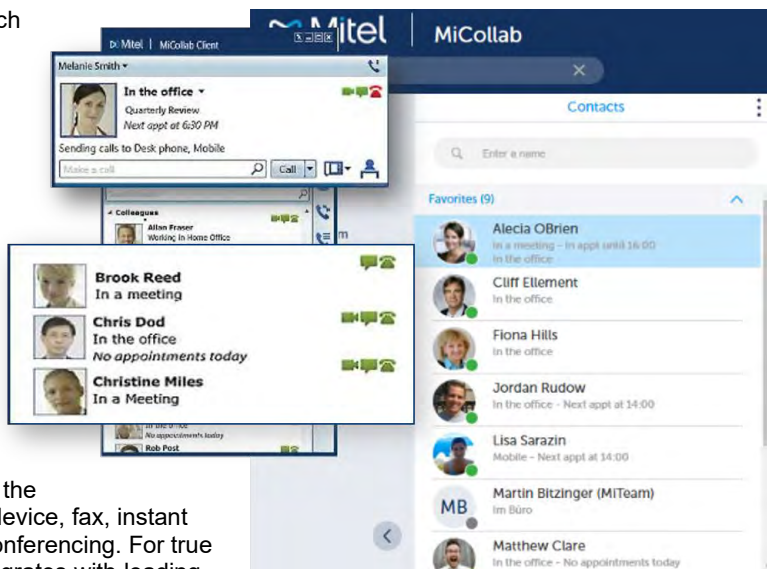 ch
Mitel | MiCollab
Mitel | MiCollab Client
Melanie Smith
In the office
Quarterly Review
Next appt at 6:30 PM
Sending calls to Desk phone, Mobile
Make a call
Call
Colleagues
Allan Fraser
Working in Home Office
m
Brook Reed
In a meeting
Chris Dod
In the office
No appointments today
Christine Miles
In a Meeting
In the office
No appointments today
Rob Post
Contacts
Enter a name
Favorites (9)
Alecia OBrien
In a meeting - In appt until 16:00
In the office
Cliff Ellement
In the office
Fiona Hills
In the office
Jordan Rudow
In the office - Next appt at 14:00
Lisa Sarazin
Mobile - Next appt at 14:00
MB
Martin Bitzinger (MiTeam)
Im Büro
Matthew Clare
In the office - No appointments today
the
device, fax, instant
onferencing. For true
grates with leading